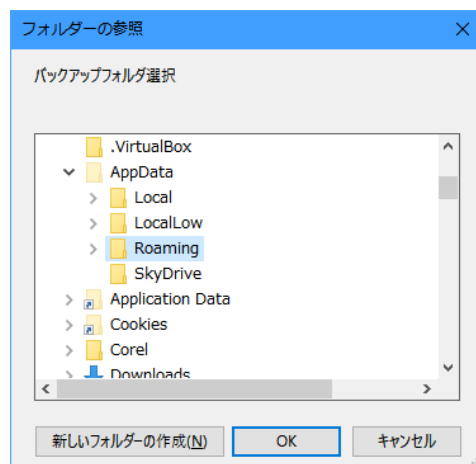 フォルダーの参照
バックアップフォルダ選択
.VirtualBox
AppData
Local
LocalLow
Roaming
SkyDrive
Application Data
Cookies
Corel
Downloads
新しいフォルダーの作成(N) OK キャンセル